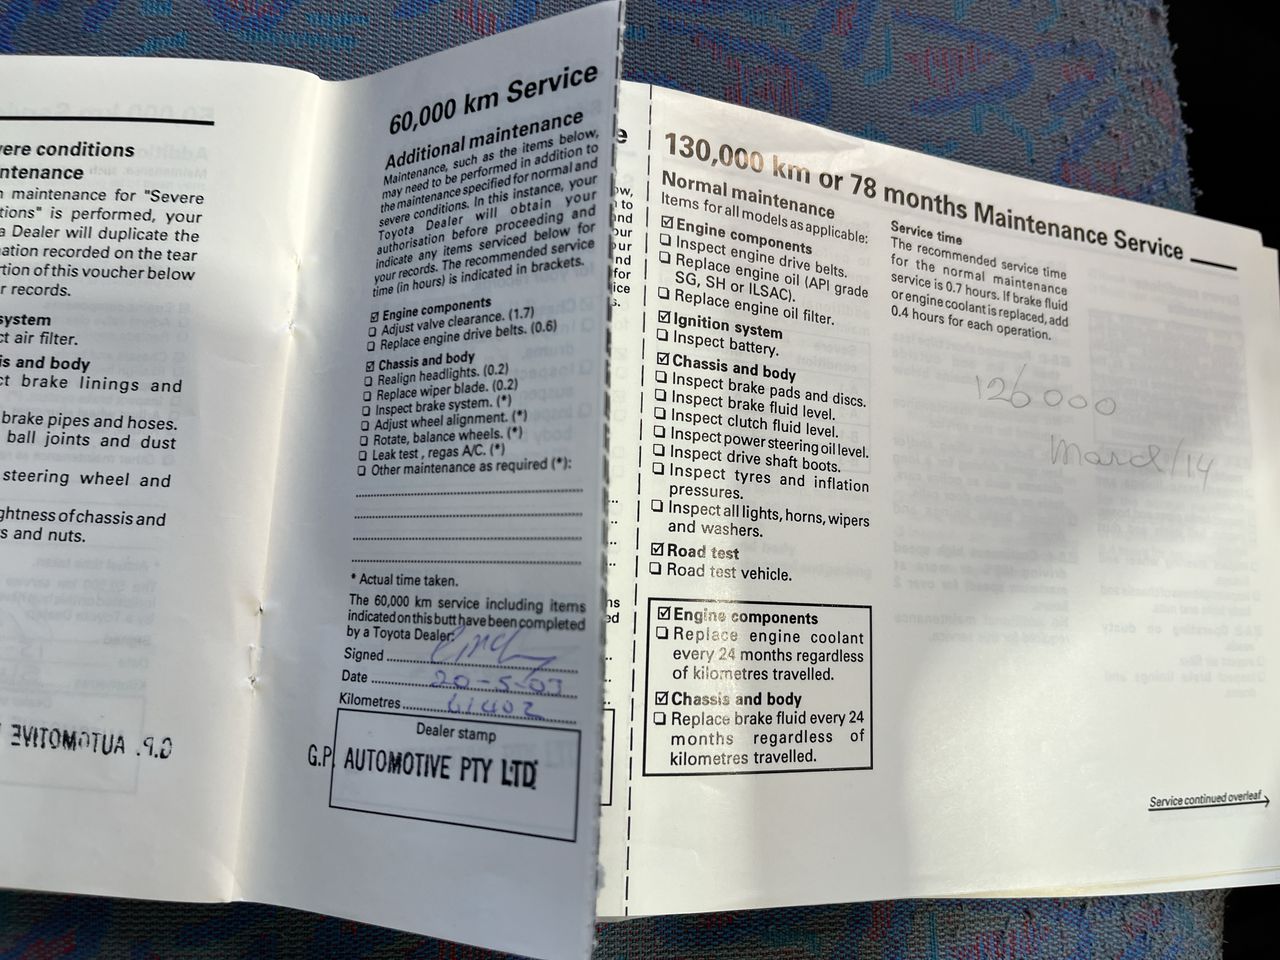 ere conditions
ntenance
maintenance for "Severe
tions" is performed, your
a Dealer will duplicate the
ation recorded on the tear
rtion of this voucher below
r records.
system
ct air filter.
is and body
ct brake linings and
brake pipes and hoses.
ball joints and dust
steering wheel and
ghtness of chassis and
s and nuts.
G.P. AUTOMOTIVE
60,000 km Service
Additional maintenance
Maintenance, such as the items below,
may need to be performed in addition to
the maintenance specified for normal and
severe conditions. In this instance, your
Toyota Dealer will obtain your
authorisation before proceeding and
indicate any items serviced below for
your records. The recommended service
time (in hours) is indicated in brackets.
☑ Engine components
❑ Adjust valve clearance. (1.7)
❑ Replace engine drive belts. (0.6)
☑ Chassis and body
❑ Realign headlights. (0.2)
❑ Replace wiper blade. (0.2)
❑ Inspect brake system. (*)
❑ Adjust wheel alignment. (*)
❑ Rotate, balance wheels. (*)
❑ Leak test, regas A/C. (*)
❑ Other maintenance as required (*):
* Actual time taken.
The 60,000 km service including items
indicated on this butt have been completed
by a Toyota Dealer:
Signed
Date 20-5-03
Kilometres 61402
Dealer stamp
G.P. AUTOMOTIVE PTY LTD
130,000 km or 78 months Maintenance Service
Normal maintenance
Items for all models as applicable:
☑ Engine components
❑ Inspect engine drive belts.
❑ Replace engine oil (API grade
SG, SH or ILSAC).
❑ Replace engine oil filter.
☑ Ignition system
❑ Inspect battery.
☑ Chassis and body
❑ Inspect brake pads and discs.
❑ Inspect brake fluid level.
❑ Inspect clutch fluid level.
❑ Inspect power steering oil level.
❑ Inspect drive shaft boots.
❑ Inspect tyres and inflation
pressures.
❑ Inspect all lights, horns, wipers
and washers.
☑ Road test
❑ Road test vehicle.
☑ Engine components
❑ Replace engine coolant
every 24 months regardless
of kilometres travelled.
☑ Chassis and body
❑ Replace brake fluid every 24
months regardless of
kilometres travelled.
Service time
The recommended service time
for the normal maintenance
service is 0.7 hours. If brake fluid
or engine coolant is replaced, add
0.4 hours for each operation.
126000
March/14
Service continued overleaf